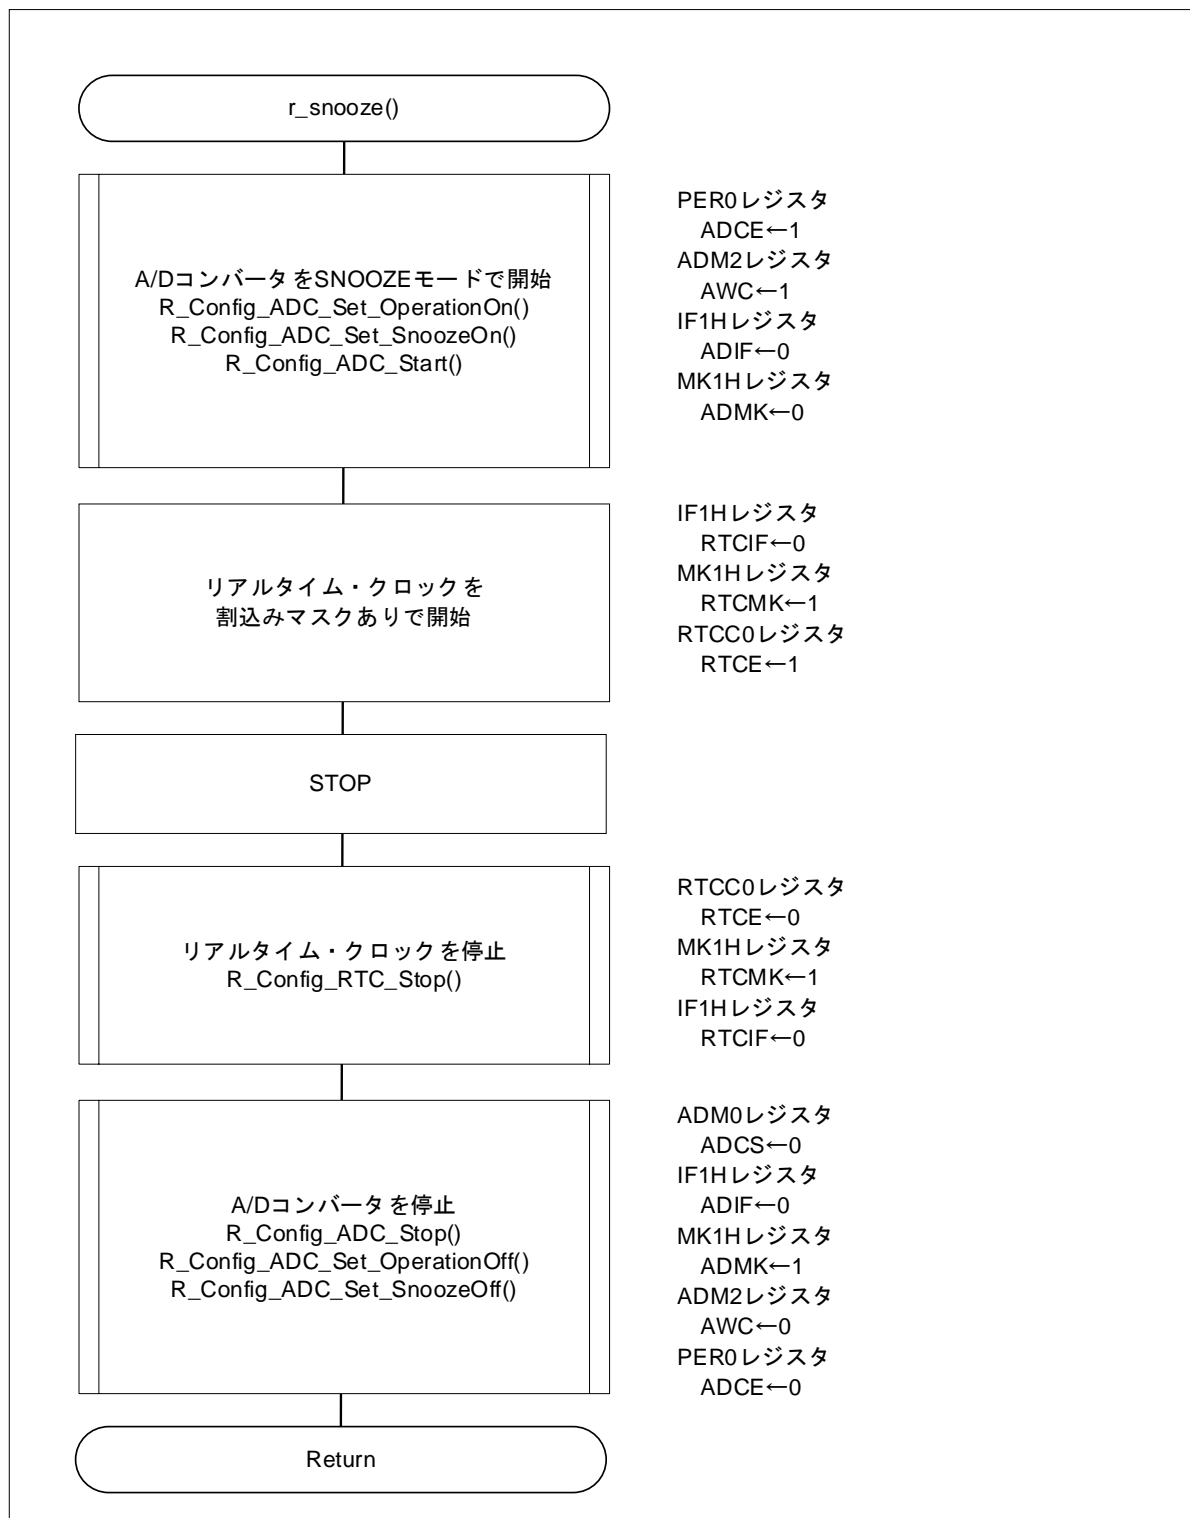 r_snooze()
A/DコンバータをSNOOZEモードで開始
R_Config_ADC_Set_OperationOn()
R_Config_ADC_Set_SnoozeOn()
R_Config_ADC_Start()
PER0レジスタ
ADCE←1
ADM2レジスタ
AWC←1
IF1Hレジスタ
ADIF←0
MK1Hレジスタ
ADMK←0
リアルタイム・クロックを
割込みマスクありで開始
IF1Hレジスタ
RTCIF←0
MK1Hレジスタ
RTCMK←1
RTCC0レジスタ
RTCE←1
STOP
リアルタイム・クロックを停止
R_Config_RTC_Stop()
RTCC0レジスタ
RTCE←0
MK1Hレジスタ
RTCMK←1
IF1Hレジスタ
RTCIF←0
A/Dコンバータを停止
R_Config_ADC_Stop()
R_Config_ADC_Set_OperationOff()
R_Config_ADC_Set_SnoozeOff()
ADM0レジスタ
ADCS←0
IF1Hレジスタ
ADIF←0
MK1Hレジスタ
ADMK←1
ADM2レジスタ
AWC←0
PER0レジスタ
ADCE←0
Return